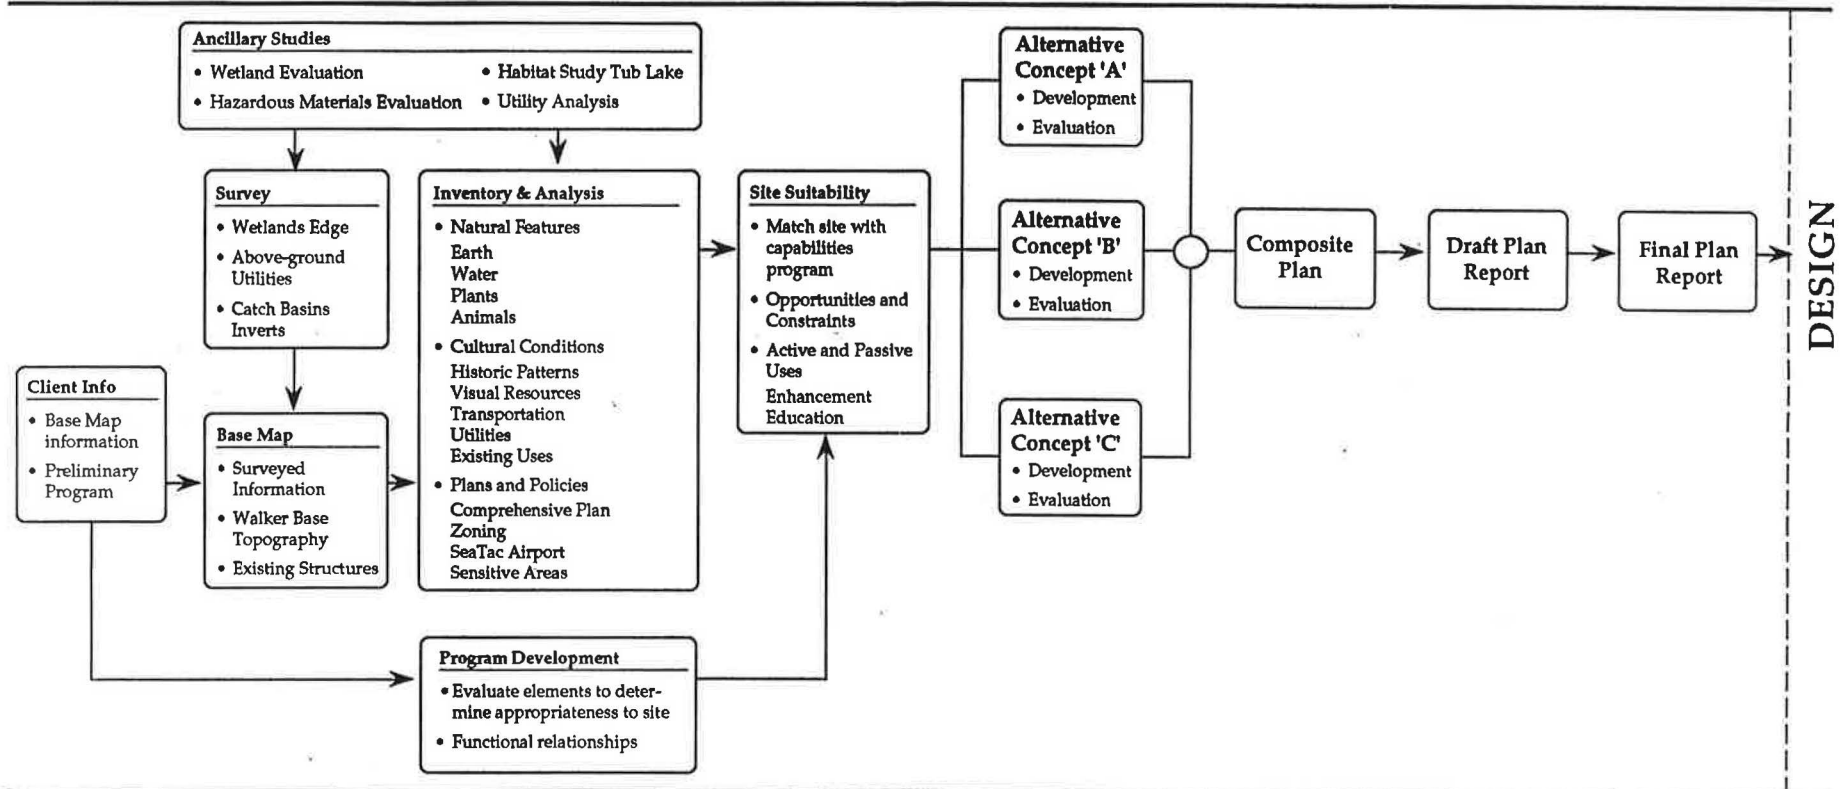 Ancillary Studies
• Wetland Evaluation
• Hazardous Materials Evaluation
• Habitat Study Tub Lake
• Utility Analysis
Survey
• Wetlands Edge
• Above-ground
Utilities
• Catch Basins
Inverts
Client Info
• Base Map
information
• Preliminary
Program
Base Map
• Surveyed
Information
• Walker Base
Topography
• Existing Structures
Inventory & Analysis
• Natural Features
Earth
Water
Plants
Animals
• Cultural Conditions
Historic Patterns
Visual Resources
Transportation
Utilities
Existing Uses
• Plans and Policies
Comprehensive Plan
Zoning
SeaTac Airport
Sensitive Areas
Program Development
• Evaluate elements to deter-
mine appropriateness to site
• Functional relationships
Site Suitability
• Match site with
capabilities
program
• Opportunities and
Constraints
• Active and Passive
Uses
Enhancement
Education
Alternative
Concept 'A'
• Development
• Evaluation
Alternative
Concept 'B'
• Development
• Evaluation
Alternative
Concept 'C'
• Development
• Evaluation
Composite
Plan
Draft Plan
Report
Final Plan
Report
DESIGN